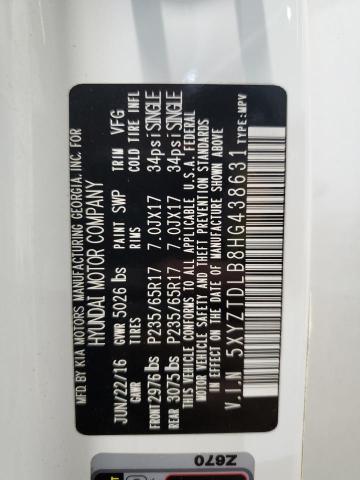 MFD BY KIA MOTORS MANUFACTURING GEORGIA, INC. FOR
HYUNDAI MOTOR COMPANY
JUN/22/16 GVWR 5026 lbs PAINT SWP TRIM VFG
GAWR TIRES RIMS COLD TIRE INFL
FRONT 2976 lbs P235/65R17 7.0JX17 34psi SINGLE
REAR 3075 lbs P235/65R17 7.0JX17 34psi SINGLE
THIS VEHICLE CONFORMS TO ALL APPLICABLE U.S.A. FEDERAL
MOTOR VEHICLE SAFETY AND THEFT PREVENTION STANDARDS
IN EFFECT ON THE DATE OF MANUFACTURE SHOWN ABOVE.
V.I.N 5XYZTDLB8HG438631 TYPE:MPV
Z670